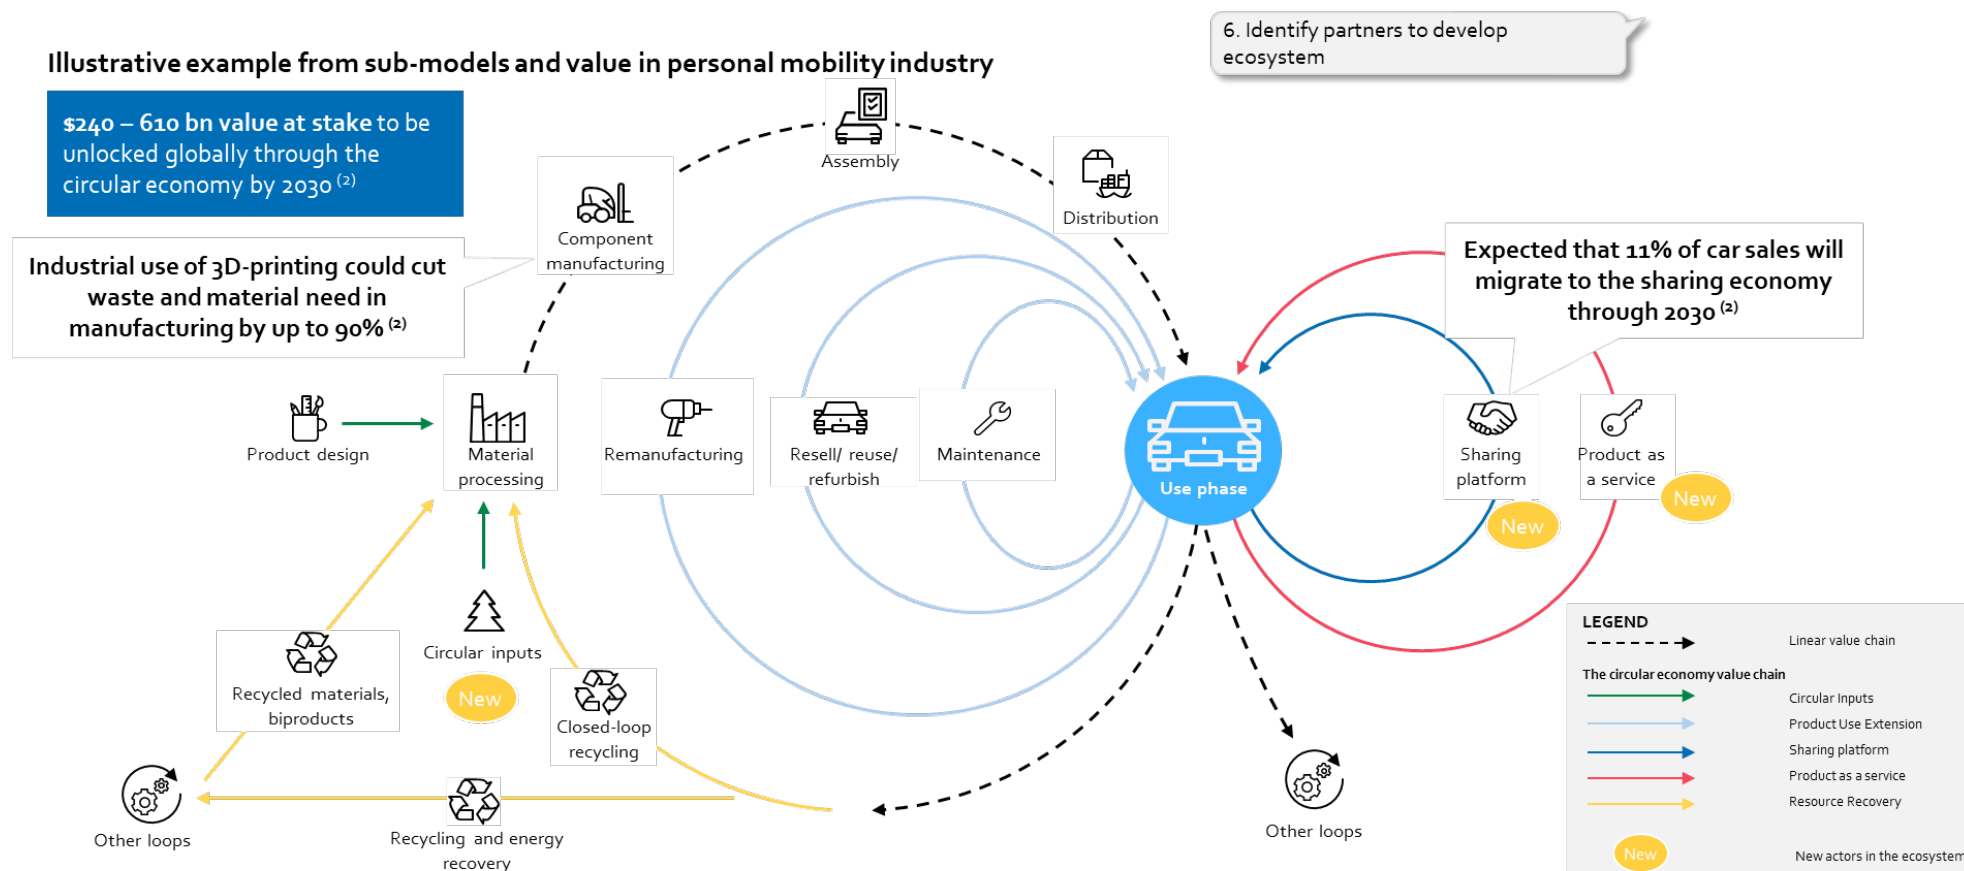 6. Identify partners to develop
ecosystem
Illustrative example from sub-models and value in personal mobility industry
$240 – 610 bn value at stake to be
unlocked globally through the
circular economy by 2030 (2)
Assembly
Distribution
Component
manufacturing
Industrial use of 3D-printing could cut
waste and material need in
manufacturing by up to 90% (2)
Expected that 11% of car sales will
migrate to the sharing economy
through 2030 (2)
Product design
Material
processing
Remanufacturing
Resell/ reuse/
refurbish
Maintenance
Use phase
Sharing
platform
New
Product as
a service
New
Circular inputs
New
Recycled materials,
biproducts
Closed-loop
recycling
Other loops
Recycling and energy
recovery
Other loops
LEGEND
Linear value chain
The circular economy value chain
Circular Inputs
Product Use Extension
Sharing platform
Product as a service
Resource Recovery
New
New actors in the ecosystem